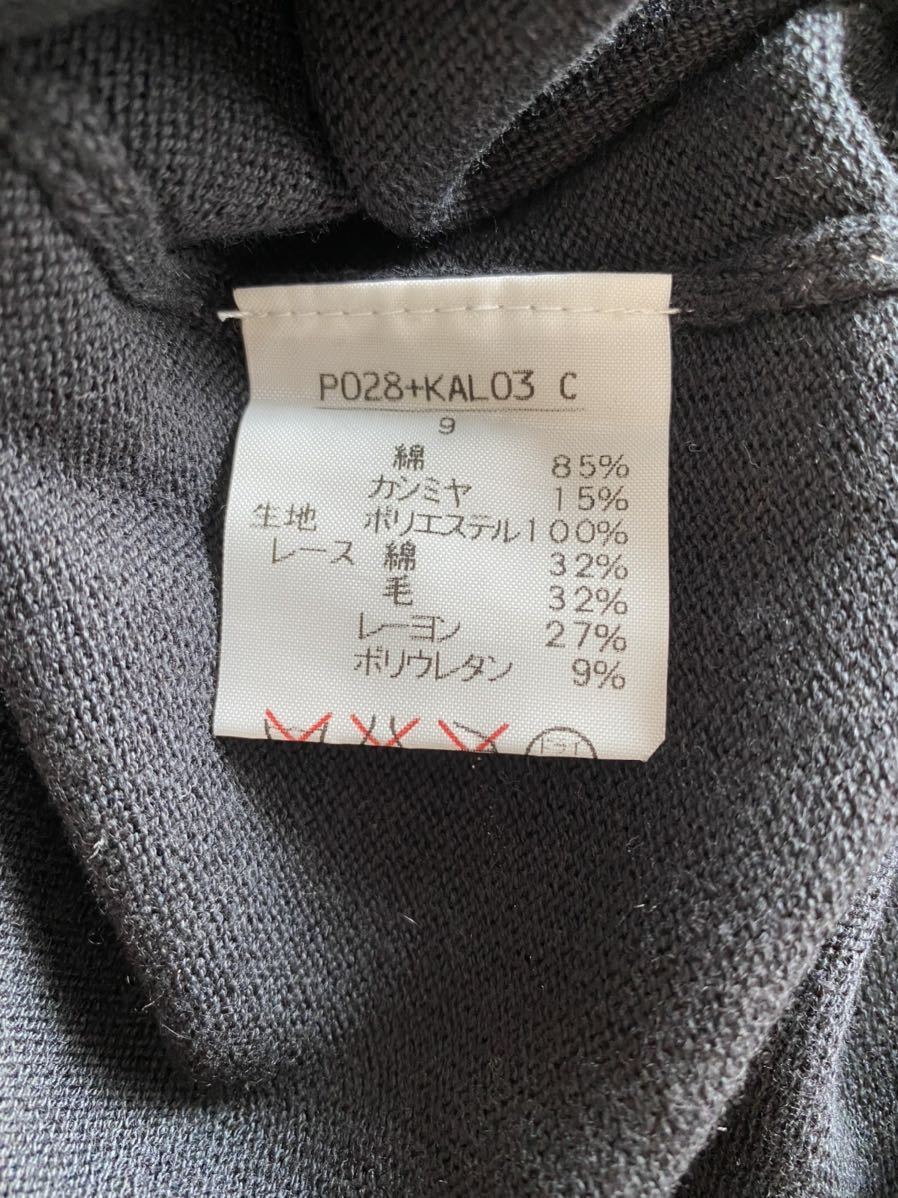 P028+KAL03 C
9
綿 85%
カシミヤ 15%
生地 ポリエステル100%
レース 綿 32%
毛 32%
レーヨン 27%
ポリウレタン 9%